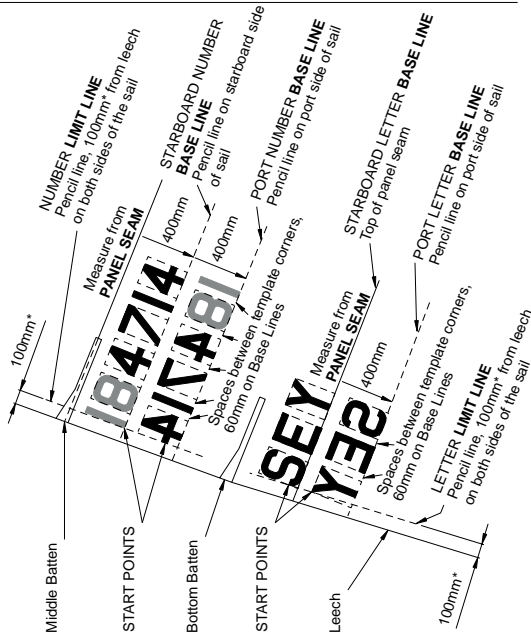 100mm*
NUMBER LIMIT LINE
Pencil line, 100mm* from leech
on both sides of the sail
Measure from
PANEL SEAM
STARBOARD NUMBER
BASE LINE
Pencil line on starboard side
of sail
400mm
400mm
PORT NUMBER BASE LINE
Pencil line on port side of sail
Middle Batten
184714
184714
START POINTS
Spaces between template corners,
60mm on Base Lines
Bottom Batten
STARBOARD LETTER BASE LINE
Top of panel seam
Measure from
PANEL SEAM
400mm
PORT LETTER BASE LINE
Pencil line on port side of sail
SEY
SEY
START POINTS
Spaces between template corners,
60mm on Base Lines
Leech
LETTER LIMIT LINE
Pencil line, 100mm* from leech
on both sides of the sail
100mm*